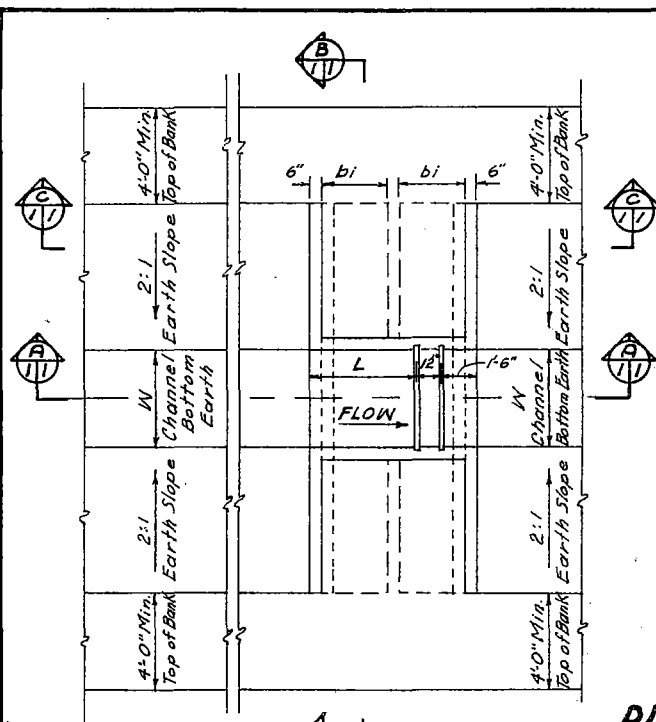 B
1 1
4'-0" Min.
Top of Bank
6"
bi
bi
6"
4'-0" Min.
Top of Bank
C
1 1
C
1 1
2:1
Earth Slope
2:1
Earth Slope
A
1 1
A
1 1
W
Channel
Bottom
Earth
L
12"
1'-6"
FLOW
W
Channel
Bottom Earth
2:1
Earth Slope
2:1
Earth Slope
4'-0" Min.
Top of Bank
4'-0" Min.
Top of Bank